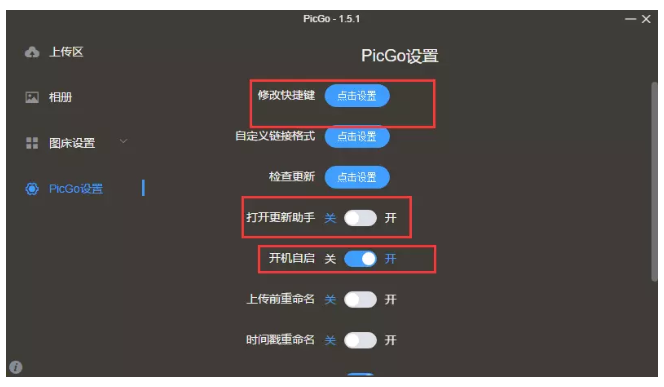 PicGo - 1.5.1
上传区
相册
图床设置
PicGo设置
PicGo设置
修改快捷键 点击设置
自定义链接格式 点击设置
检查更新 点击设置
打开更新助手 关 开
开机自启 关 开
上传前重命名 关 开
时间戳重命名 关 开